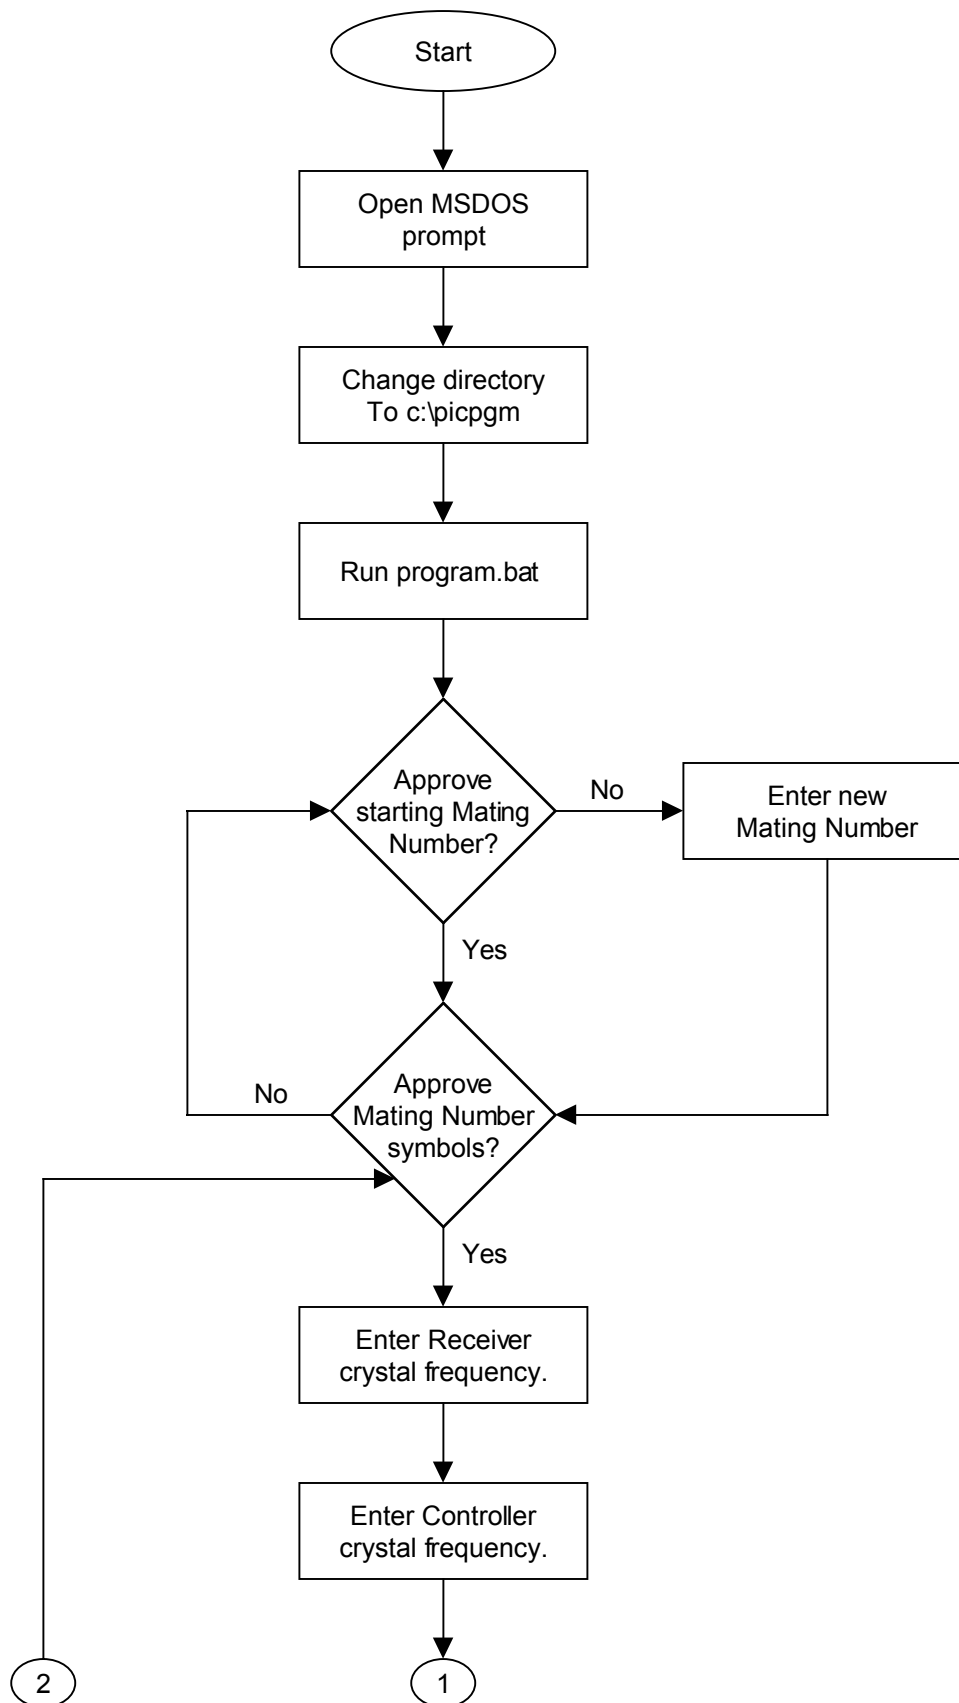 Start
Open MSDOS
prompt
Change directory
To c:\picpgm
Run program.bat
Approve
starting Mating
Number?
No
Enter new
Mating Number
Yes
Approve
Mating Number
symbols?
No
Yes
Enter Receiver
crystal frequency.
Enter Controller
crystal frequency.
2
1